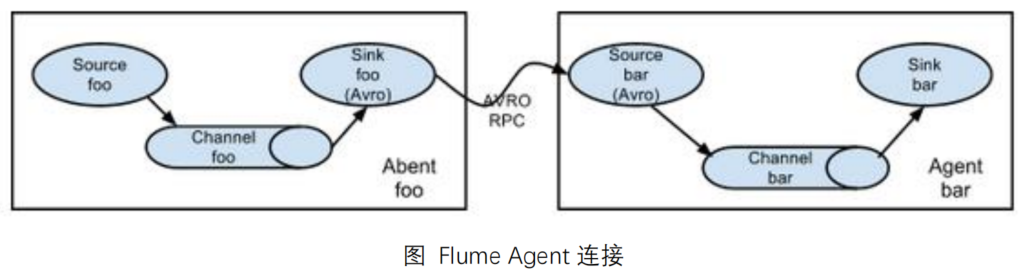 Source
foo
Sink
foo
(Avro)
Channel
foo
Abent
foo
AVRO
RPC
Source
bar
(Avro)
Sink
bar
Channel
bar
Agent
bar
图 Flume Agent 连接